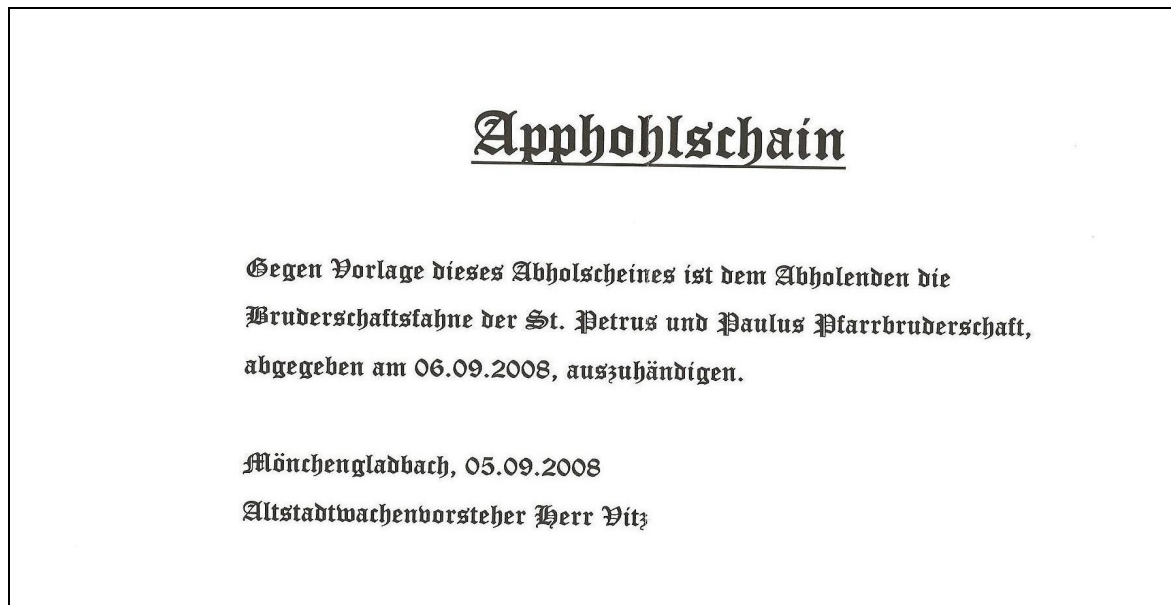 Apphohlschain
Gegen Vorlage dieses Abholscheines ist dem Abholenden die
Bruderschaftsfahne der St. Petrus und Paulus Pfarrbruderschaft,
abgegeben am 06.09.2008, auszuhändigen.
Mönchengladbach, 05.09.2008
Altstadtwachenvorsteher Herr Vitz